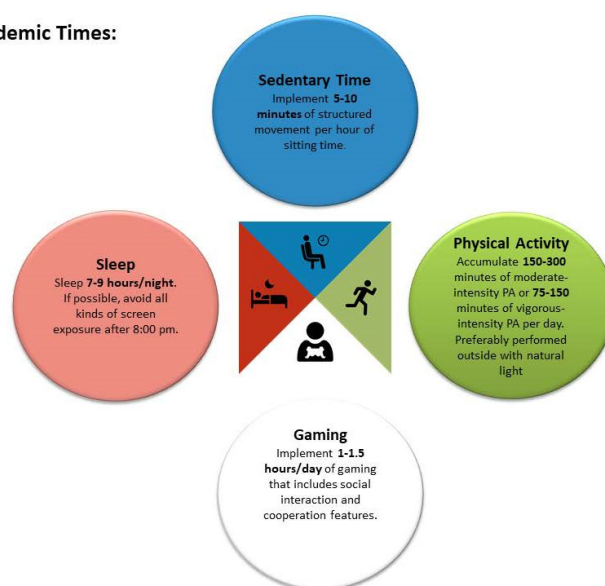 demic Times:
Sedentary Time
Implement 5-10
minutes of structured
movement per hour of
sitting time.
Sleep
Sleep 7-9 hours/night.
If possible, avoid all
kinds of screen
exposure after 8:00 pm.
Physical Activity
Accumulate 150-300
minutes of moderate-
intensity PA or 75-150
minutes of vigorous-
intensity PA per day.
Preferably performed
outside with natural
light
Gaming
Implement 1-1.5
hours/day of gaming
that includes social
interaction and
cooperation features.